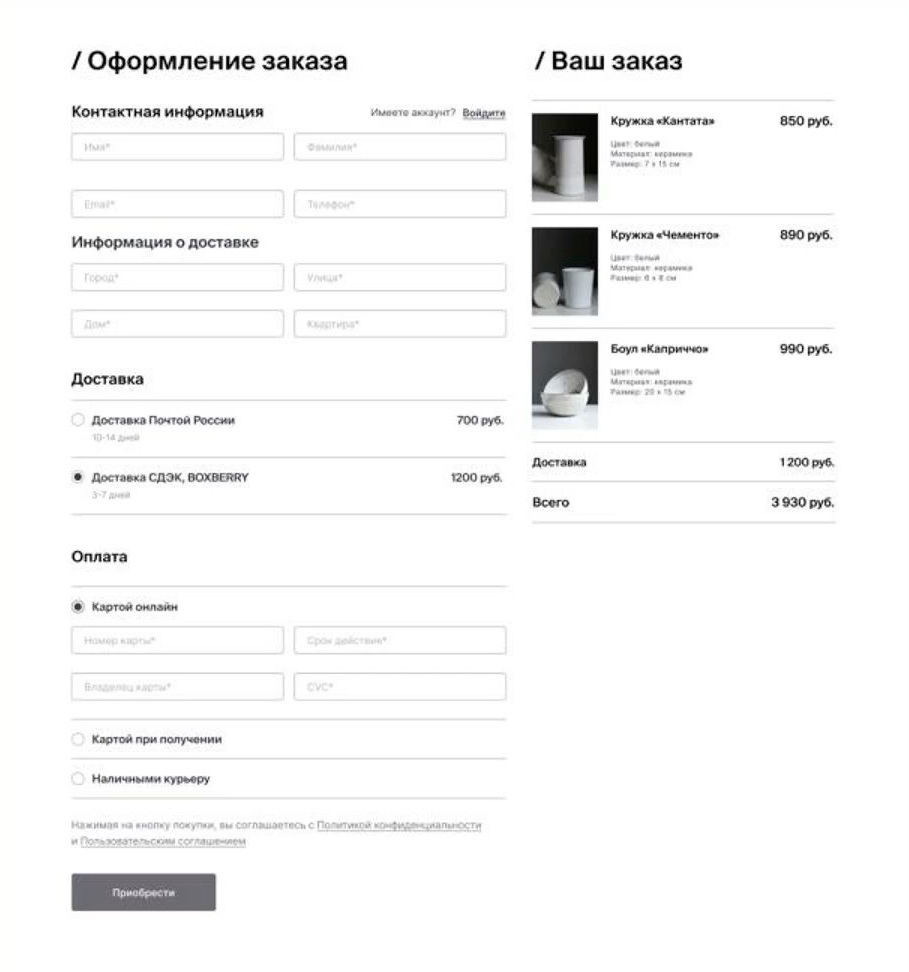 / Оформление заказа
Контактная информация
Имеете аккаунт? Войдите
Имя*
Фамилия*
Email*
Телефон*
Информация о доставке
Город*
Улица*
Дом*
Квартира*
Доставка
Доставка Почтой России
700 руб.
10-14 дней
Доставка СДЭК, BOXBERRY
1200 руб.
3-7 дней
Оплата
Картой онлайн
Номер карты*
Срок действия*
Владелец карты*
CVC*
Картой при получении
Наличными курьеру
Нажимая на кнопку покупки, вы соглашаетесь с Политикой конфиденциальности
и Пользовательским соглашением
Приобрести
/ Ваш заказ
Кружка «Кантата»
850 руб.
Цвет: белый
Материал: керамика
Размер: 7 x 15 см
Кружка «Чементо»
890 руб.
Цвет: белый
Материал: керамика
Размер: 6 x 8 см
Боул «Каприччо»
990 руб.
Цвет: белый
Материал: керамика
Размер: 20 x 15 см
Доставка
1 200 руб.
Всего
3 930 руб.